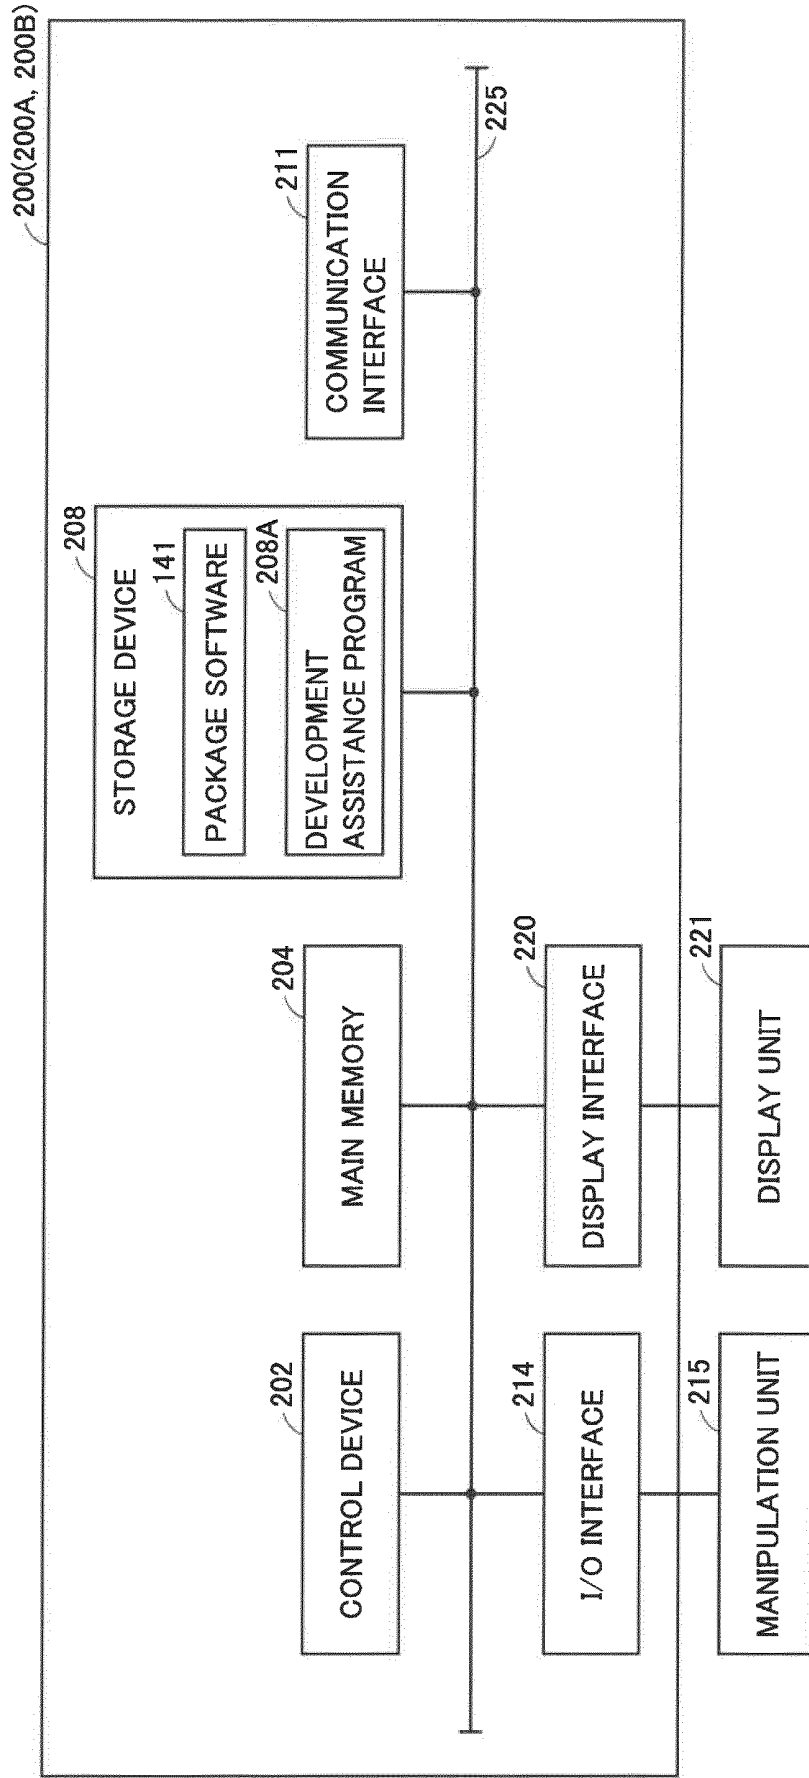 200(200A, 200B)
202
CONTROL DEVICE
204
MAIN MEMORY
208
STORAGE DEVICE
141
PACKAGE SOFTWARE
208A
DEVELOPMENT
ASSISTANCE PROGRAM
211
COMMUNICATION
INTERFACE
225
214
I/O INTERFACE
220
DISPLAY INTERFACE
215
MANIPULATION UNIT
221
DISPLAY UNIT